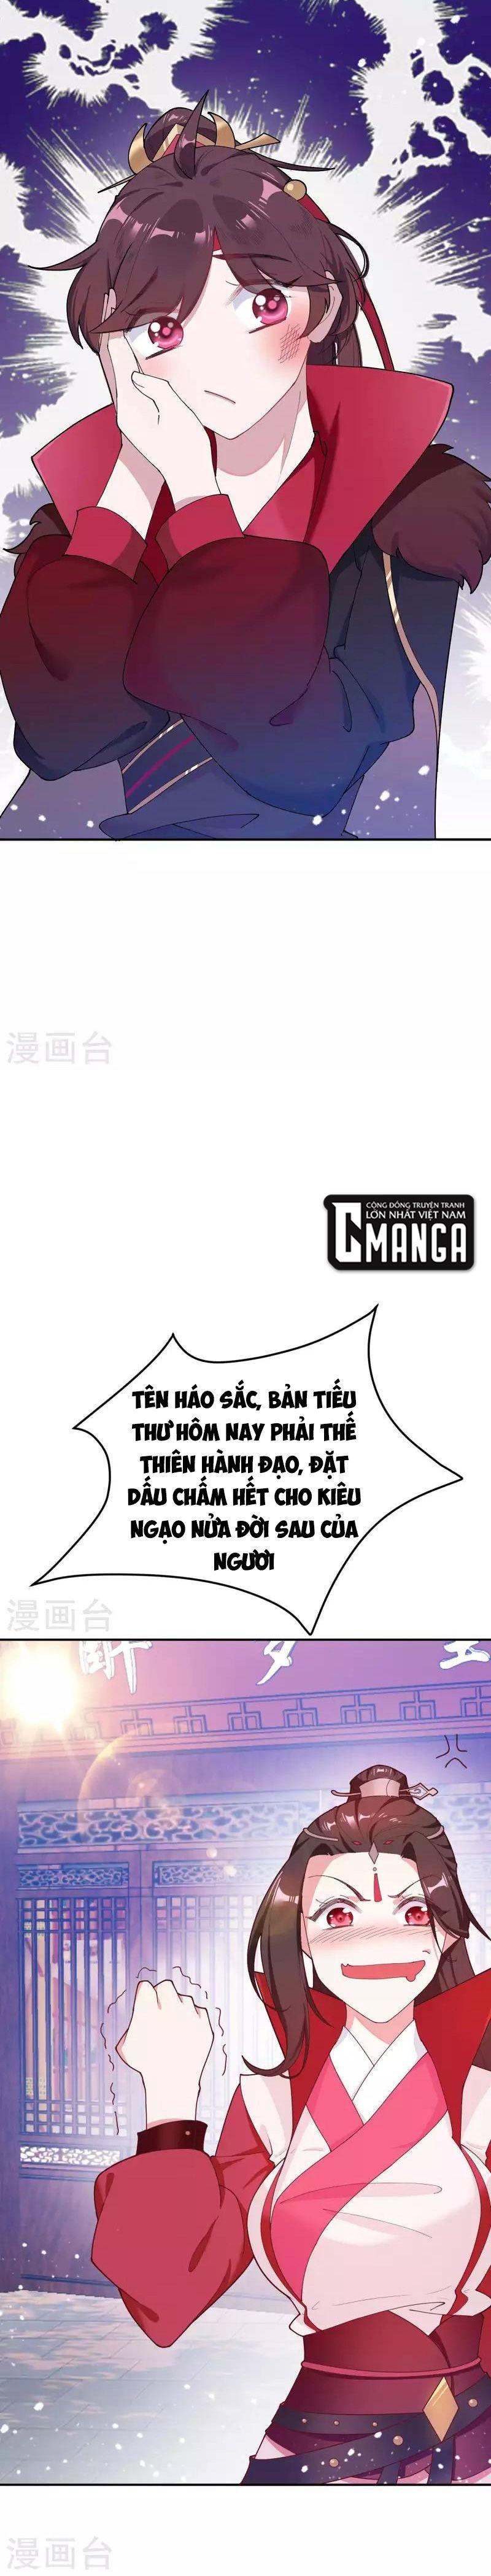 漫画台
CỘNG ĐỒNG TRUYỆN TRANH
LỚN NHẤT VIỆT NAM
CMANGA
TÊN HÁO SẮC, BẢN TIỂU
THƯ HÔM NAY PHẢI THẾ
THIÊN HÀNH ĐẠO, ĐẶT
DẤU CHẤM HẾT CHO KIÊU
NGẠO NỬA ĐỜI SAU CỦA
NGƯƠI
漫画台
漫画台